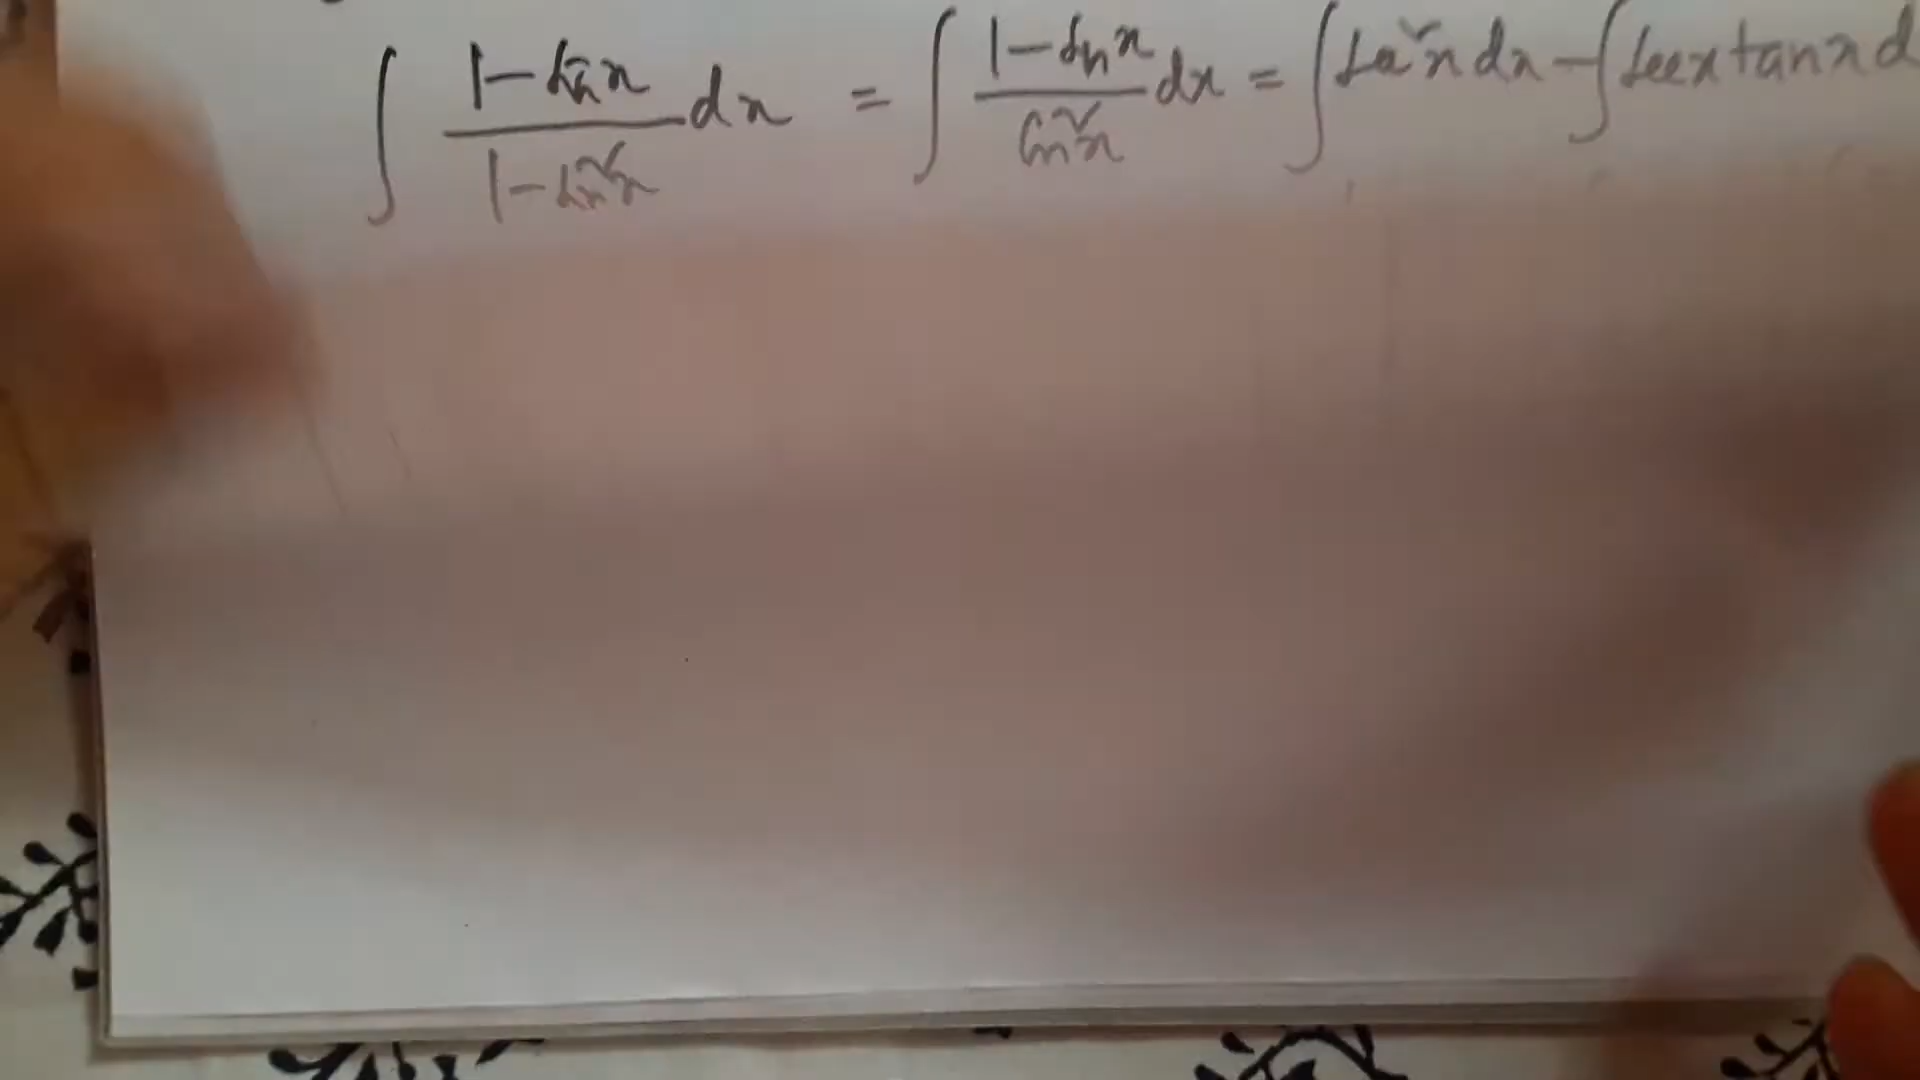 ∫ (1 - sin x)/(1 - sin²x) dx = ∫ (1 - sin x)/(cos²x) dx = ∫ sec²x dx - ∫ sec x tan x d